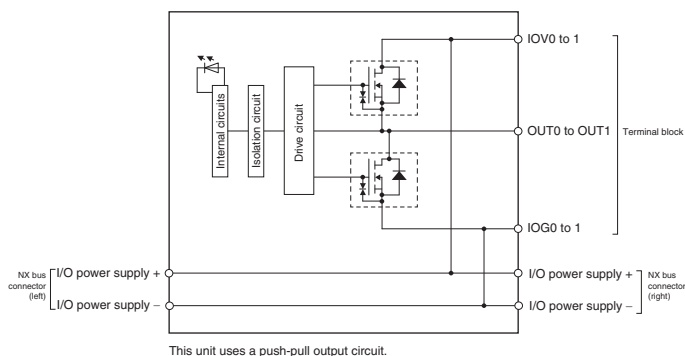 IOV0 to 1
Internal circuits
Isolation circuit
Drive circuit
OUT0 to OUT1
Terminal block
IOG0 to 1
NX bus
connector
(left)
I/O power supply +
I/O power supply −
I/O power supply +
I/O power supply −
NX bus
connector
(right)
This unit uses a push-pull output circuit.